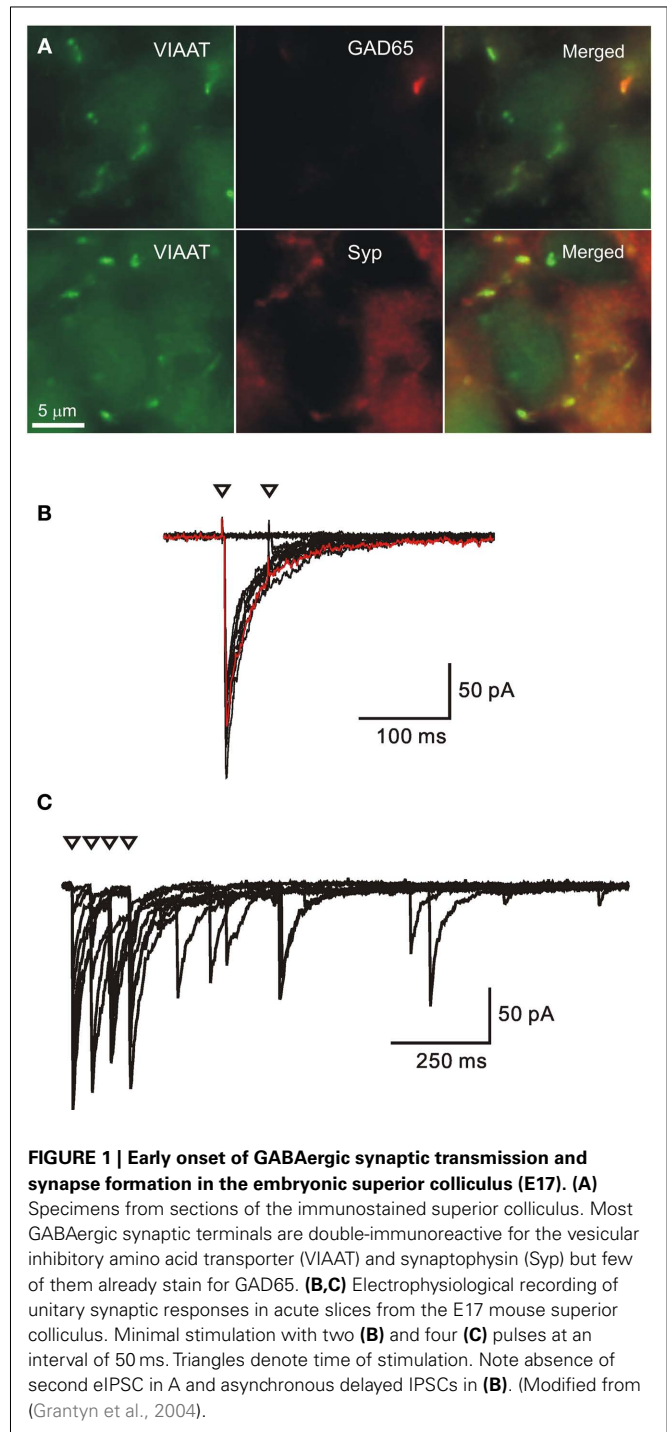 A
VIAAT
GAD65
Merged
VIAAT
Syp
Merged
5 μm
B
50 pA
100 ms
C
50 pA
250 ms
FIGURE 1 | Early onset of GABAergic synaptic transmission and
synapse formation in the embryonic superior colliculus (E17). (A)
Specimens from sections of the immunostained superior colliculus. Most
GABAergic synaptic terminals are double-immunoreactive for the vesicular
inhibitory amino acid transporter (VIAAT) and synaptophysin (Syp) but few
of them already stain for GAD65. (B,C) Electrophysiological recording of
unitary synaptic responses in acute slices from the E17 mouse superior
colliculus. Minimal stimulation with two (B) and four (C) pulses at an
interval of 50 ms. Triangles denote time of stimulation. Note absence of
second eIPSC in A and asynchronous delayed IPSCs in (B). (Modified from
(Grantyn et al., 2004).